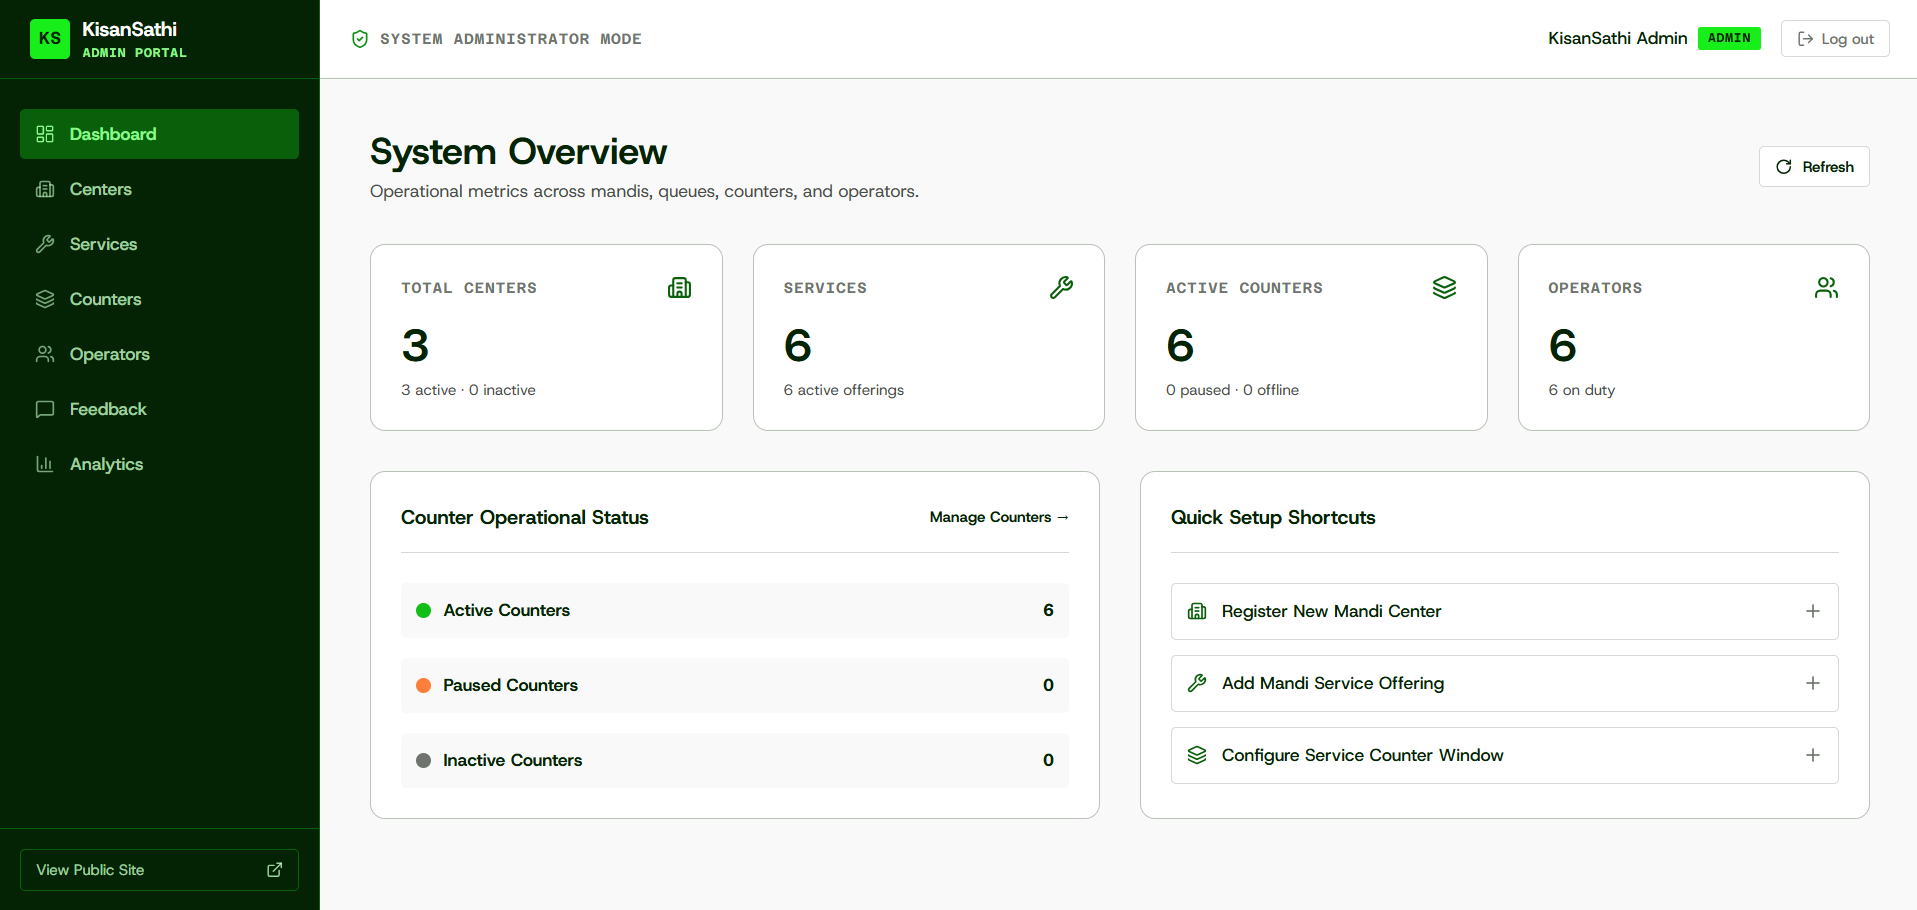 KS
KisanSathi
ADMIN PORTAL
Dashboard
Centers
Services
Counters
Operators
Feedback
Analytics
View Public Site
SYSTEM ADMINISTRATOR MODE
KisanSathi Admin
ADMIN
Log out
System Overview
Operational metrics across mandis, queues, counters, and operators.
Refresh
TOTAL CENTERS
3
3 active · 0 inactive
SERVICES
6
6 active offerings
ACTIVE COUNTERS
6
0 paused · 0 offline
OPERATORS
6
6 on duty
Counter Operational Status
Manage Counters →
Active Counters 6
Paused Counters 0
Inactive Counters 0
Quick Setup Shortcuts
Register New Mandi Center
Add Mandi Service Offering
Configure Service Counter Window